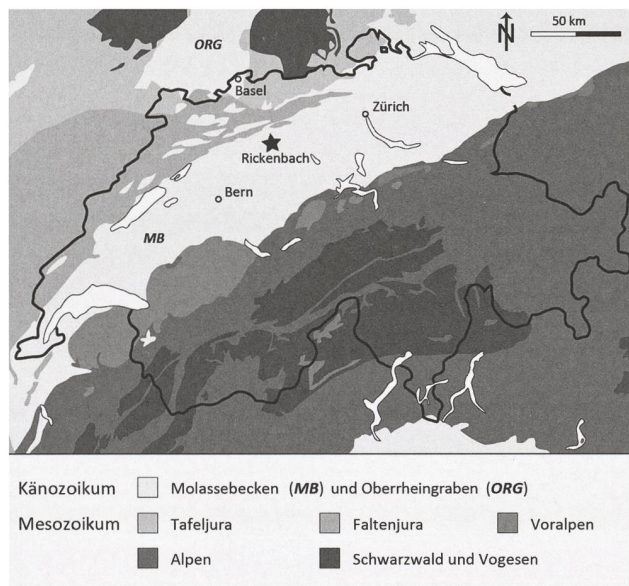 50 km
N
ORG
Basel
Zürich
Rickenbach
Bern
MB
Känozoikum Molassebecken (MB) und Oberrheingraben (ORG)
Mesozoikum Tafeljura Faltenjura Voralpen
Alpen Schwarzwald und Vogesen